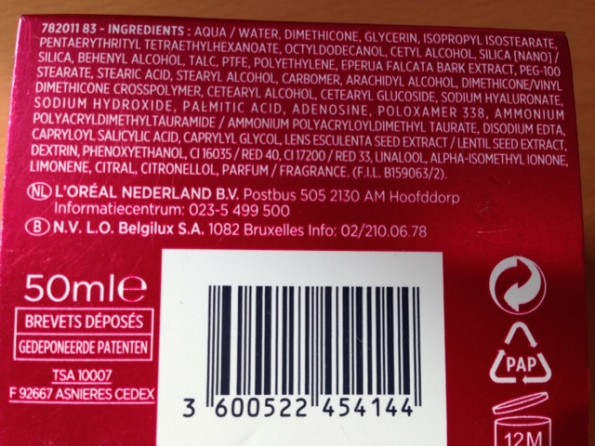 782011 83 - INGREDIENTS : AQUA / WATER, DIMETHICONE, GLYCERIN, ISOPROPYL ISOSTEARATE,
PENTAERYTHRITYL TETRAETHYLHEXANOATE, OCTYLDODECANOL, CETYL ALCOHOL, SILICA [NANO] /
SILICA, BEHENYL ALCOHOL, TALC, PTFE, POLYETHYLENE, EPERUA FALCATA BARK EXTRACT, PEG-100
STEARATE, STEARIC ACID, STEARYL ALCOHOL, CARBOMER, ARACHIDYL ALCOHOL, DIMETHICONE/VINYL
DIMETHICONE CROSSPOLYMER, CETEARYL ALCOHOL, CETEARYL GLUCOSIDE, SODIUM HYALURONATE,
SODIUM HYDROXIDE, PALMITIC ACID, ADENOSINE, POLOXAMER 338, AMMONIUM
POLYACRYLDIMETHYLTAURAMIDE / AMMONIUM POLYACRYLOYLDIMETHYL TAURATE, DISODIUM EDTA,
CAPRYLOYL SALICYLIC ACID, CAPRYLYL GLYCOL, LENS ESCULENTA SEED EXTRACT / LENTIL SEED EXTRACT,
DEXTRIN, PHENOXYETHANOL, CI 16035 / RED 40, CI 17200 / RED 33, LINALOOL, ALPHA-ISOMETHYL IONONE,
LIMONENE, CITRAL, CITRONELLOL, PARFUM / FRAGRANCE. (F.I.L. B159063/2).
NL L'ORÉAL NEDERLAND B.V. Postbus 505 2130 AM Hoofddorp
Informatiecentrum: 023-5 499 500
B N.V. L.O. Belgilux S.A. 1082 Bruxelles Info: 02/210.06.78
50ml℮
BREVETS DÉPOSÉS
GEDEPONEERDE PATENTEN
TSA 10007
F 92667 ASNIERES CEDEX
PAP
12M
3 600522 454144